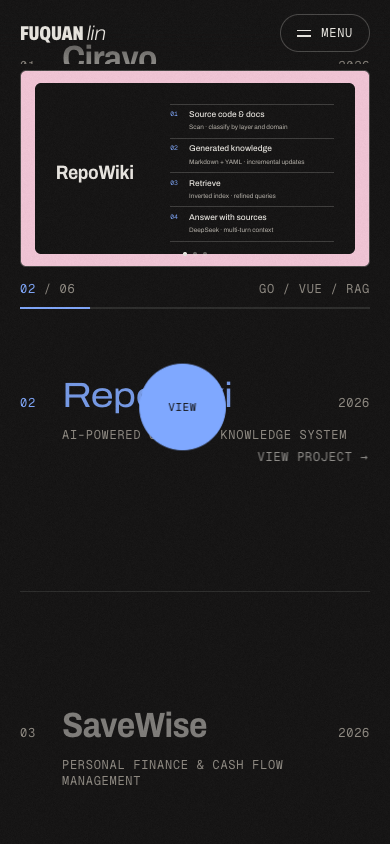 FUQUAN lin
MENU
01 Ciravo 2026
RepoWiki
01 Source code & docs
Scan · classify by layer and domain
02 Generated knowledge
Markdown + YAML · incremental updates
03 Retrieve
Inverted index · refined queries
04 Answer with sources
DeepSeek · multi-turn context
02 / 06
GO / VUE / RAG
02
2026
VIEW
AI-POWERED KNOWLEDGE SYSTEM
VIEW PROJECT →
03 SaveWise 2026
PERSONAL FINANCE & CASH FLOW
MANAGEMENT